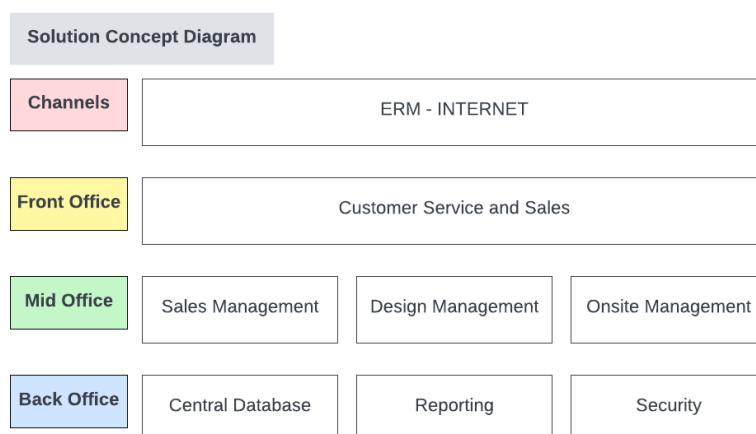 Solution Concept Diagram
Channels
ERM - INTERNET
Front Office
Customer Service and Sales
Mid Office
Sales Management
Design Management
Onsite Management
Back Office
Central Database
Reporting
Security